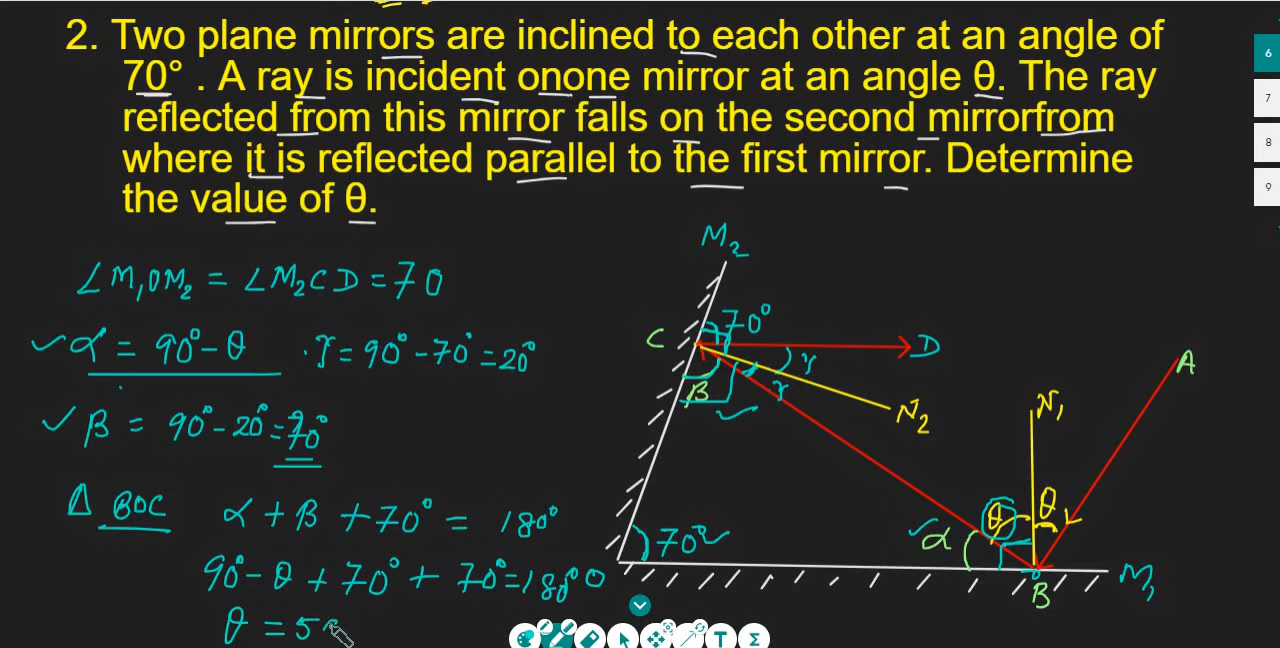 2. Two plane mirrors are inclined to each other at an angle of
70° . A ray is incident onone mirror at an angle θ. The ray
reflected from this mirror falls on the second mirrorfrom
where it is reflected parallel to the first mirror. Determine
the value of θ.
∠M₁OM₂ = ∠M₂CD = 70
α = 90° - θ
r = 90° - 70° = 20°
β = 90° - 20° = 70°
Δ BOC
α + β + 70° = 180°
90° - θ + 70° + 70° = 180
θ = 5
M₂
C
70°
D
r
r
β
N₂
A
N₁
θ
θ
α
70°
O
B
M₁
6
7
8
9
T
Σ